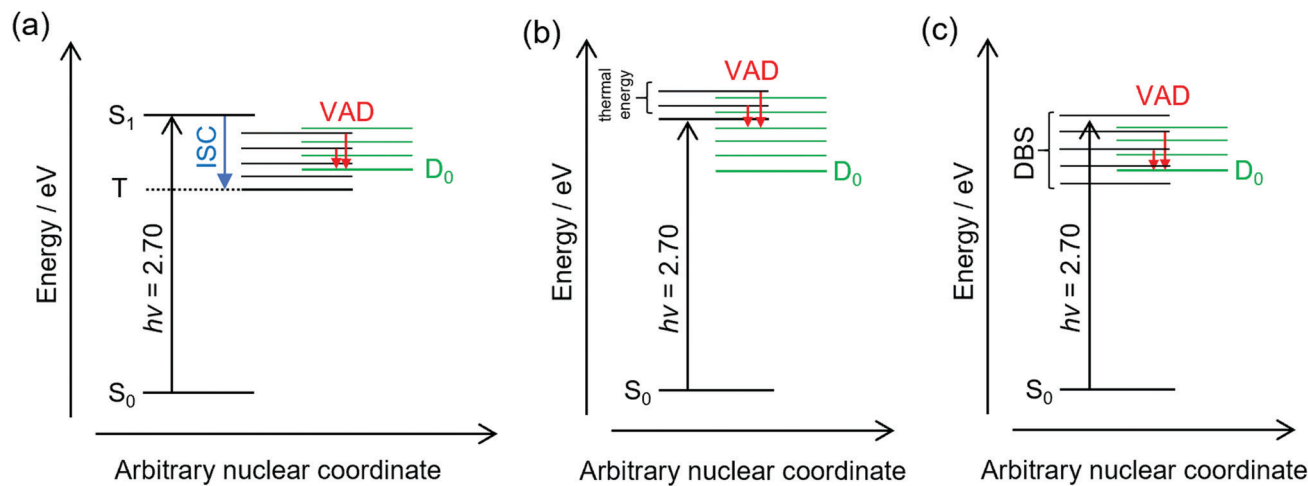 (a)
Energy / eV
S₁
T
S₀
hν = 2.70
ISC
VAD
D₀
Arbitrary nuclear coordinate
(b)
Energy / eV
thermal
energy
VAD
D₀
hν = 2.70
S₀
Arbitrary nuclear coordinate
(c)
Energy / eV
DBS
VAD
D₀
hν = 2.70
S₀
Arbitrary nuclear coordinate